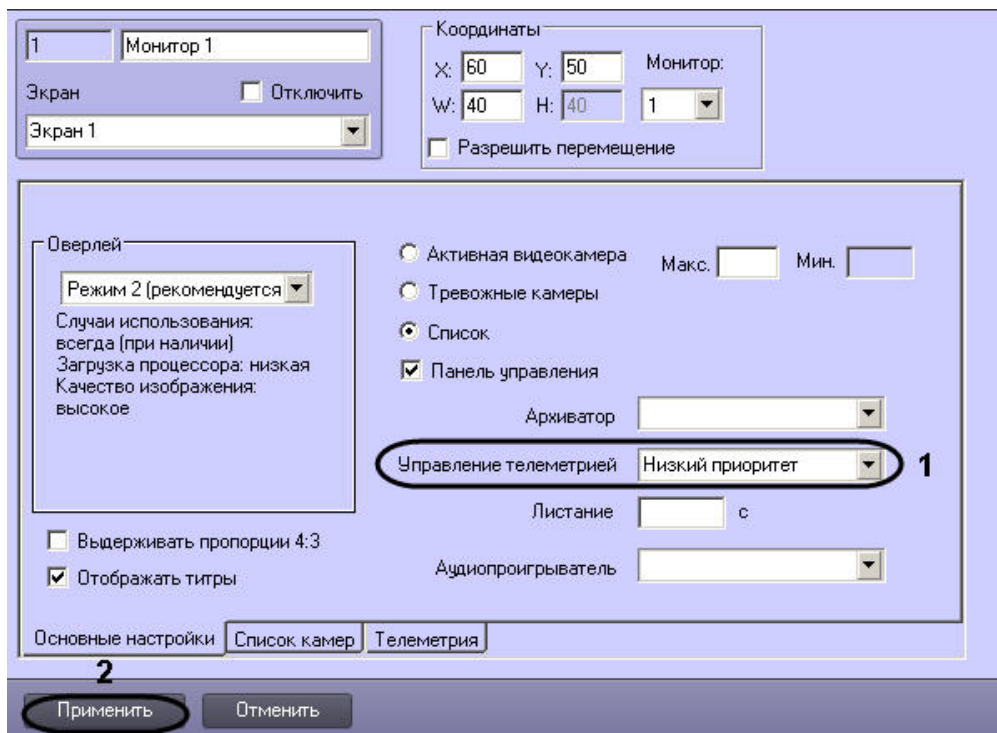 1
Монитор 1
Экран
Отключить
Экран 1
Координаты
X: 60 Y: 50
Монитор:
W: 40 H: 40
1
Разрешить перемещение
Оверлей
Режим 2 (рекомендуется
Случаи использования:
всегда (при наличии)
Загрузка процессора: низкая
Качество изображения:
высокое
Выдерживать пропорции 4:3
Отображать титры
Активная видеокамера
Макс.
Мин.
Тревожные камеры
Список
Панель управления
Архиватор
Управление телеметрией Низкий приоритет 1
Листание с
Аудиопроигрыватель
Основные настройки Список камер Телеметрия
2
Применить Отменить